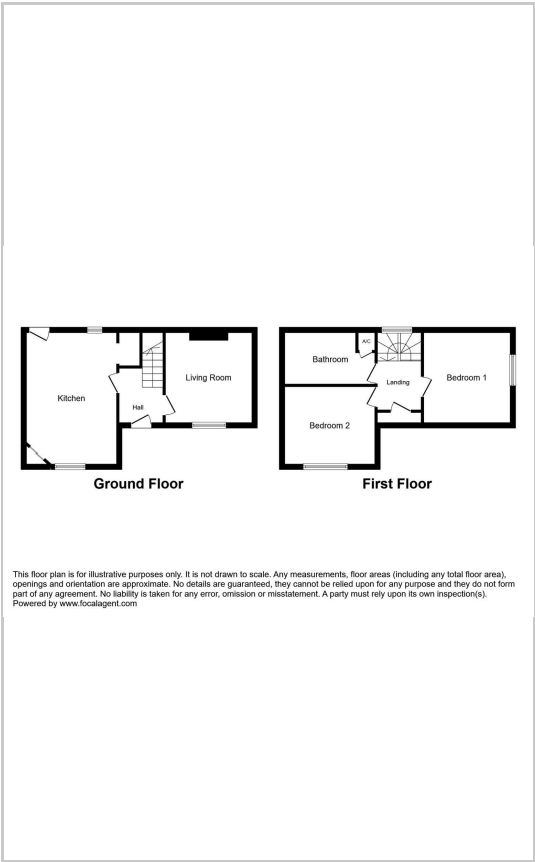 Kitchen
Hall
Living Room
Ground Floor
A/C
Bathroom
Landing
Bedroom 1
Bedroom 2
First Floor
This floor plan is for illustrative purposes only. It is not drawn to scale. Any measurements, floor areas (including any total floor area),
openings and orientation are approximate. No details are guaranteed, they cannot be relied upon for any purpose and they do not form
part of any agreement. No liability is taken for any error, omission or misstatement. A party must rely upon its own inspection(s).
Powered by www.focalagent.com